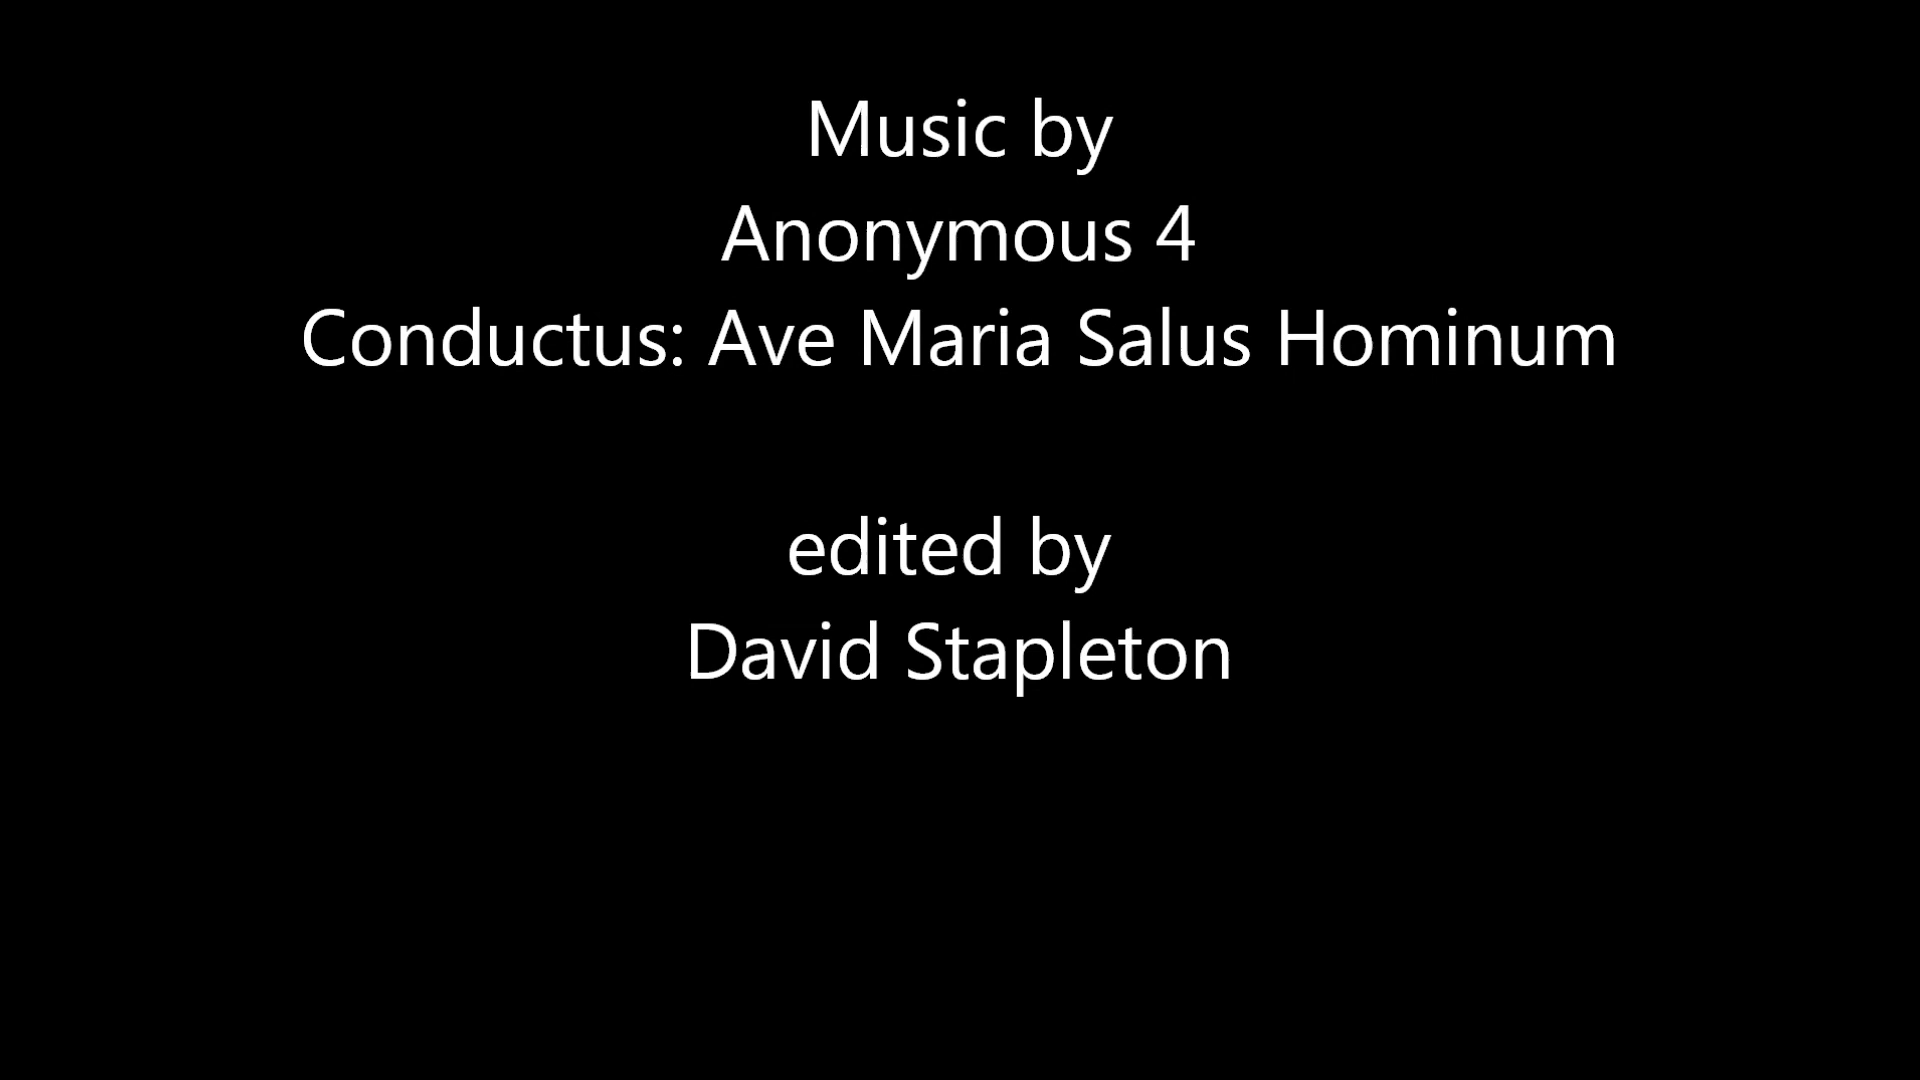 Music by
Anonymous 4
Conductus: Ave Maria Salus Hominum
edited by
David Stapleton